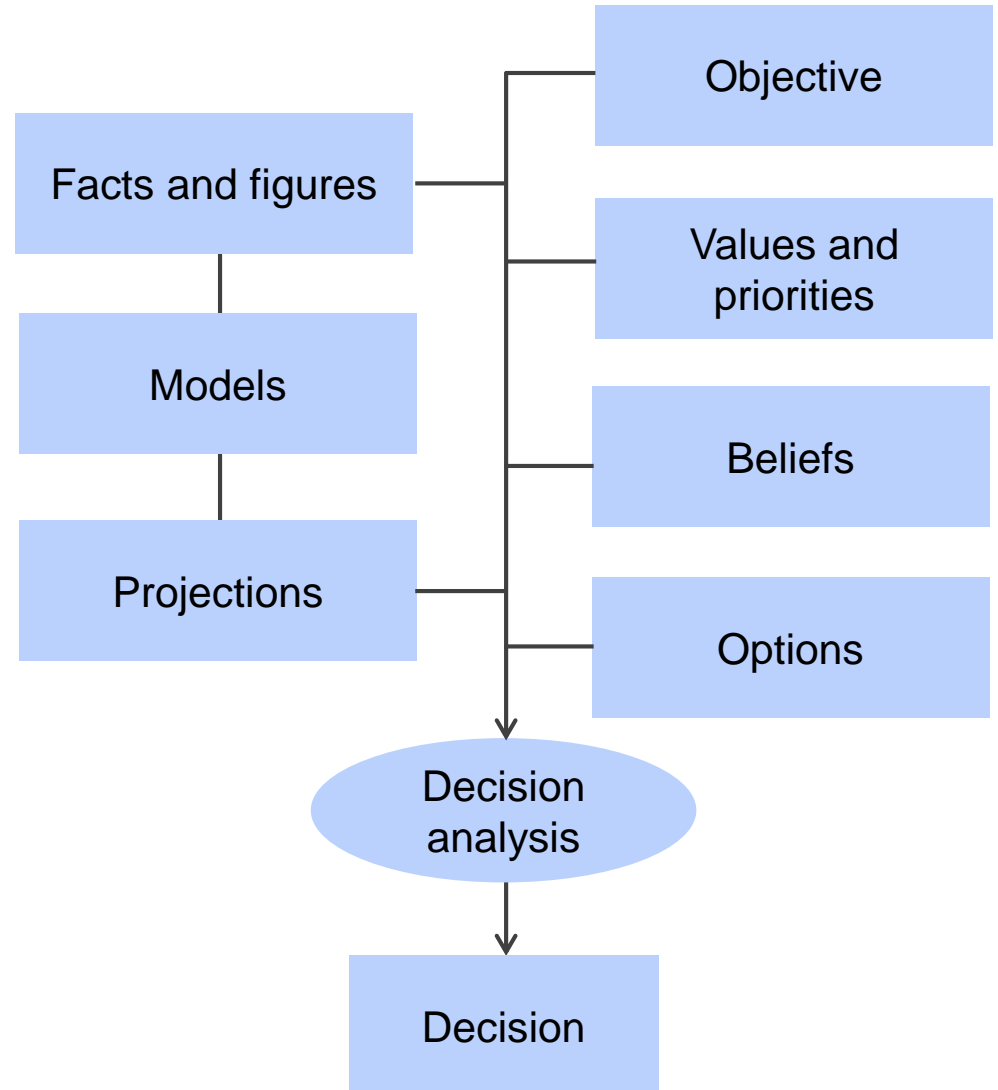 Objective
Facts and figures
Values and
priorities
Models
Beliefs
Projections
Options
Decision
analysis
Decision